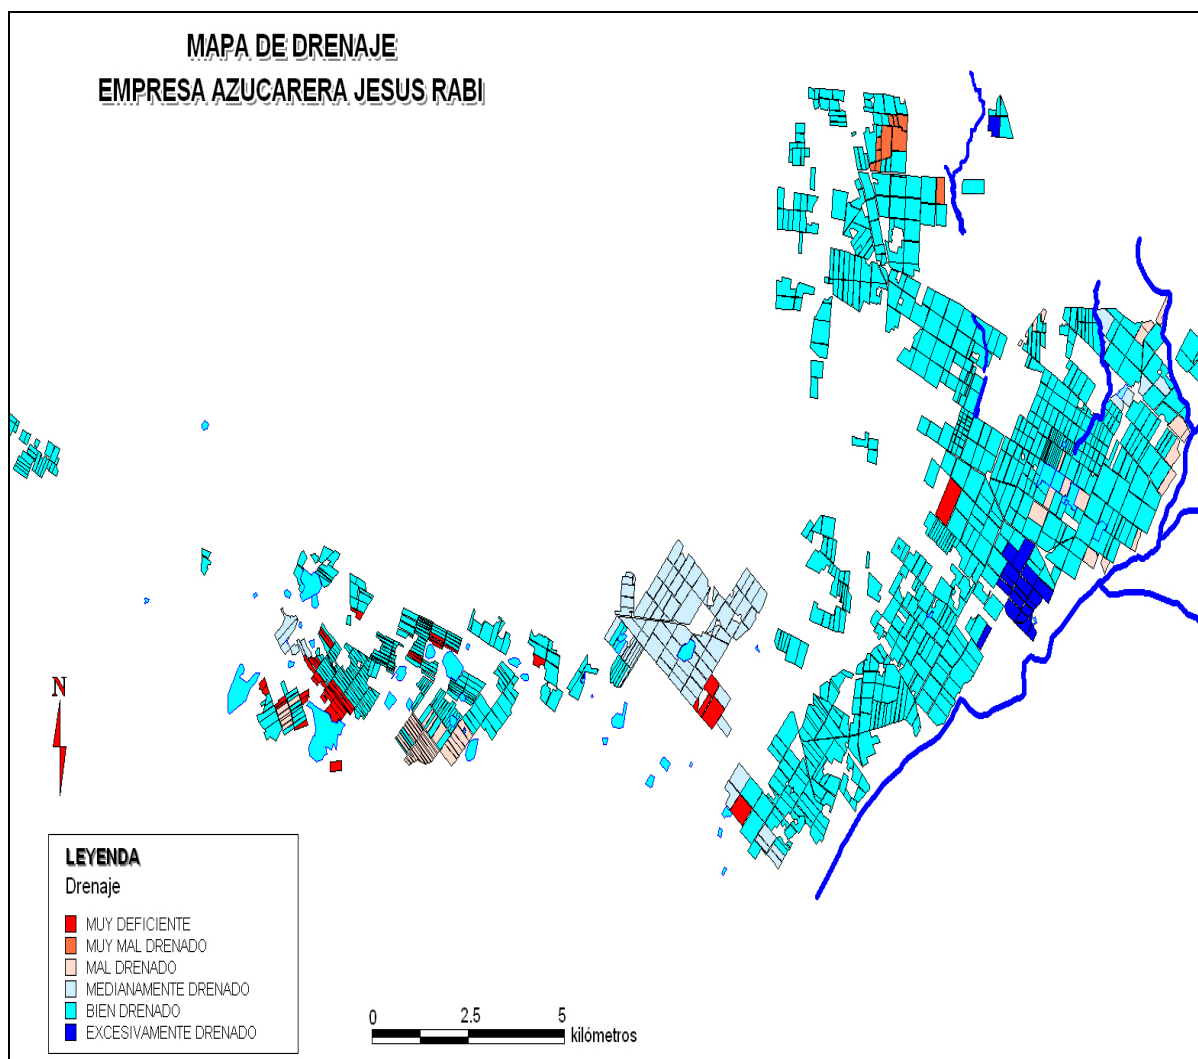 MAPA DE DRENAJE
EMPRESA AZUCARERA JESUS RABI
N
LEYENDA
Drenaje
MUY DEFICIENTE
MUY MAL DRENADO
MAL DRENADO
MEDIANAMENTE DRENADO
BIEN DRENADO
EXCESIVAMENTE DRENADO
0 2.5 5
kilómetros